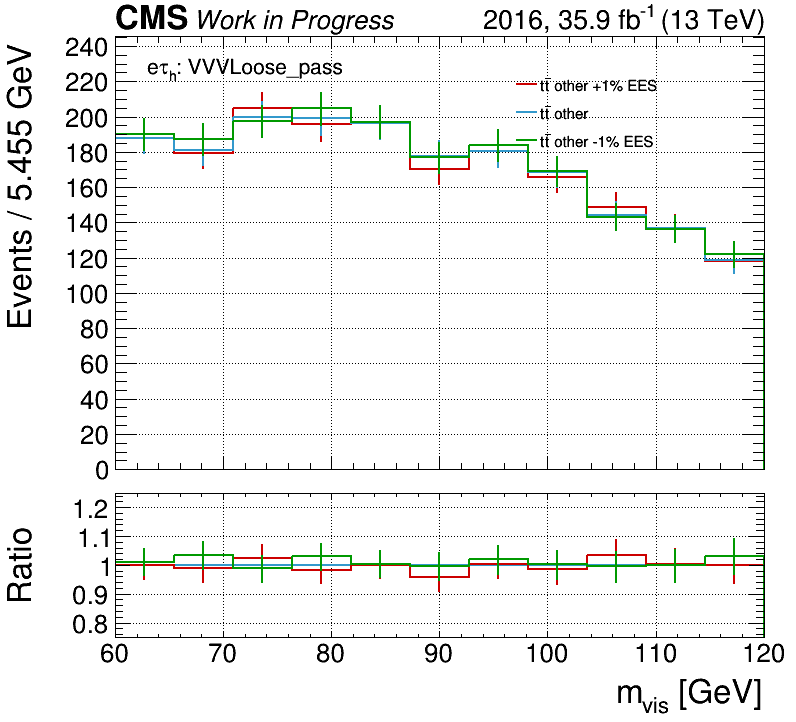 CMS Work in Progress 2016, 35.9 fb⁻¹ (13 TeV)
eτₕ: VVVLoose_pass
tt̄ other +1% EES
tt̄ other
tt̄ other -1% EES
Events / 5.455 GeV
240
220
200
180
160
140
120
100
80
60
40
20
0
Ratio
1.2
1.1
1
0.9
0.8
60 70 80 90 100 110 120
m_vis [GeV]